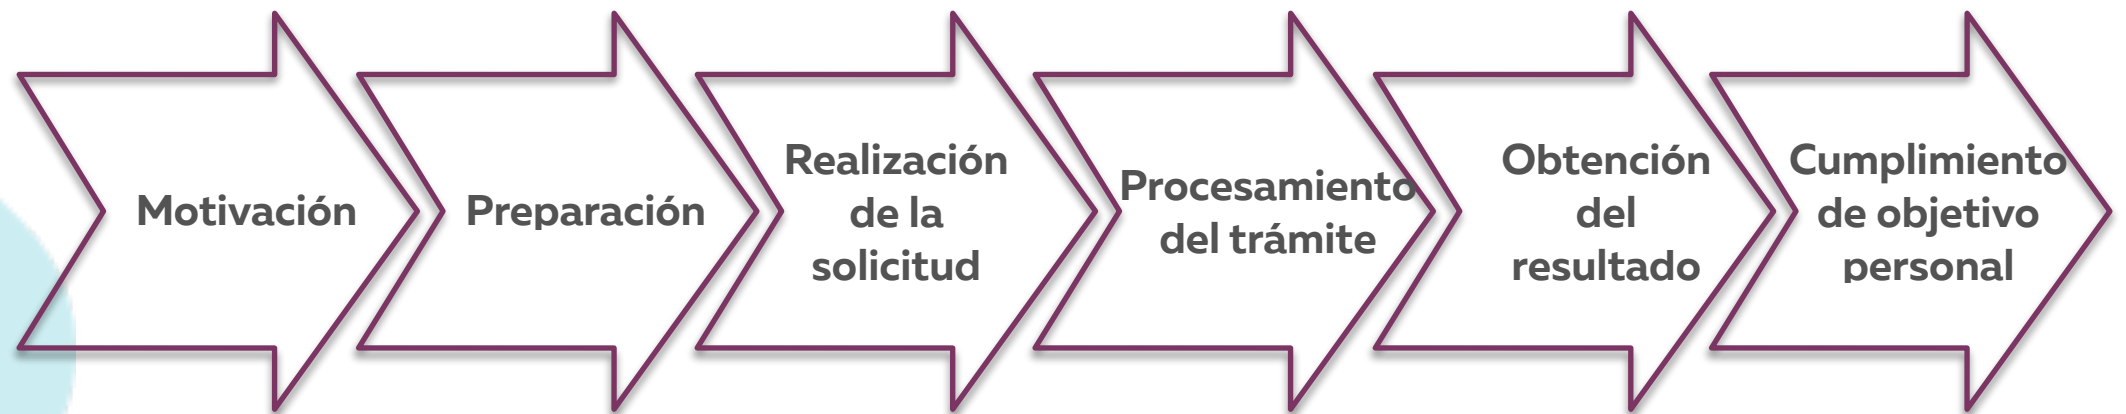 Motivación
Preparación
Realización
de la
solicitud
Procesamiento
del trámite
Obtención
del
resultado
Cumplimiento
de objetivo
personal